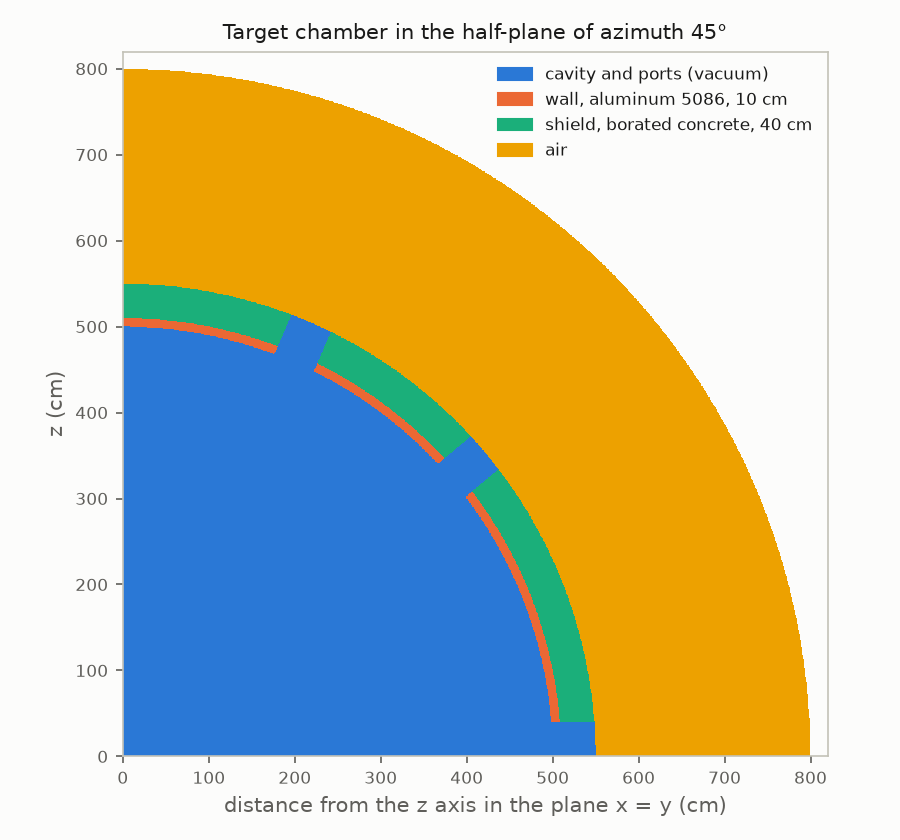 Target chamber in the half-plane of azimuth 45°
cavity and ports (vacuum)
wall, aluminum 5086, 10 cm
shield, borated concrete, 40 cm
air
800
700
600
500
400
300
200
100
0
z (cm)
0 100 200 300 400 500 600 700 800
distance from the z axis in the plane x = y (cm)